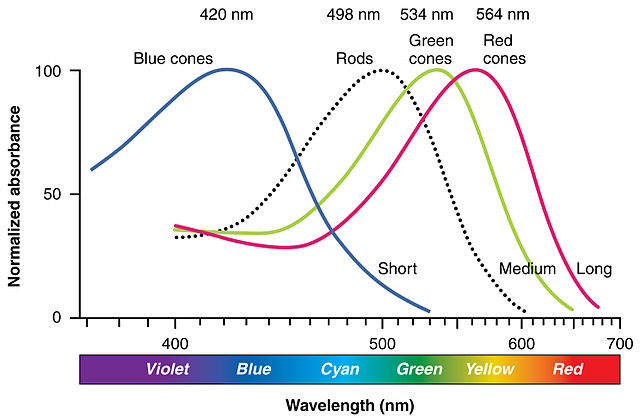 420 nm 498 nm 534 nm 564 nm
Blue cones Rods Green cones Red cones
100
50
0
Normalized absorbance
Short Medium Long
400 500 600 700
Violet Blue Cyan Green Yellow Red
Wavelength (nm)